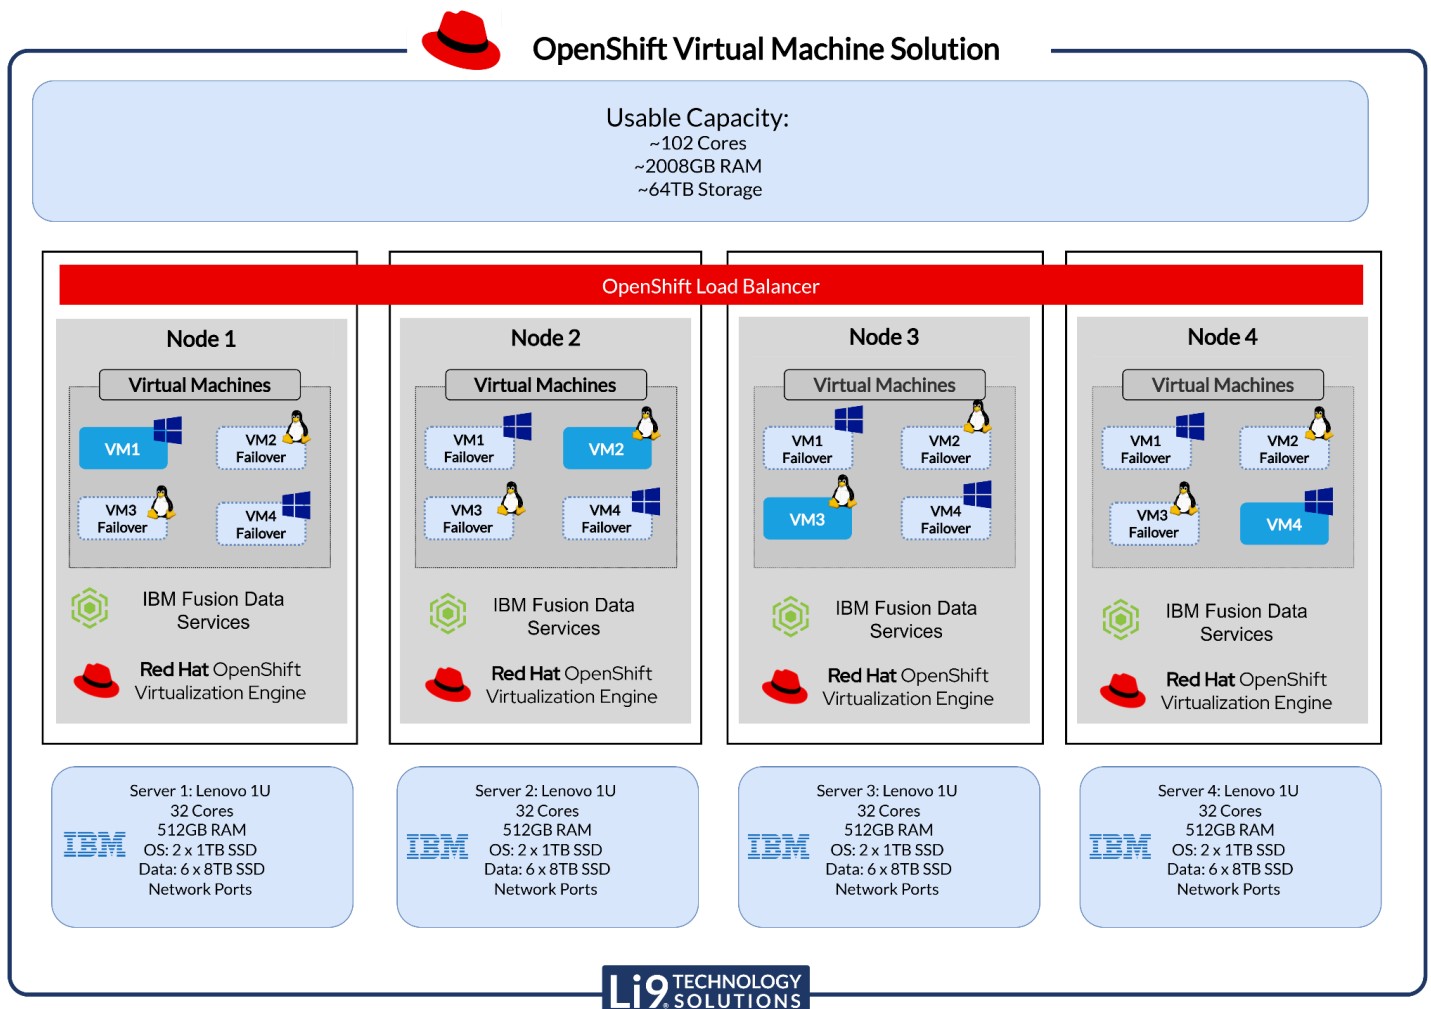 OpenShift Virtual Machine Solution
Usable Capacity:
~102 Cores
~2008GB RAM
~64TB Storage
OpenShift Load Balancer
Node 1
Virtual Machines
VM1
VM2
Failover
VM3
Failover
VM4
Failover
IBM Fusion Data
Services
Red Hat OpenShift
Virtualization Engine
Node 2
Virtual Machines
VM1
Failover
VM2
VM3
Failover
VM4
Failover
IBM Fusion Data
Services
Red Hat OpenShift
Virtualization Engine
Node 3
Virtual Machines
VM1
Failover
VM2
Failover
VM3
VM4
Failover
IBM Fusion Data
Services
Red Hat OpenShift
Virtualization Engine
Node 4
Virtual Machines
VM1
Failover
VM2
Failover
VM3
Failover
VM4
IBM Fusion Data
Services
Red Hat OpenShift
Virtualization Engine
IBM
Server 1: Lenovo 1U
32 Cores
512GB RAM
OS: 2 x 1TB SSD
Data: 6 x 8TB SSD
Network Ports
IBM
Server 2: Lenovo 1U
32 Cores
512GB RAM
OS: 2 x 1TB SSD
Data: 6 x 8TB SSD
Network Ports
IBM
Server 3: Lenovo 1U
32 Cores
512GB RAM
OS: 2 x 1TB SSD
Data: 6 x 8TB SSD
Network Ports
IBM
Server 4: Lenovo 1U
32 Cores
512GB RAM
OS: 2 x 1TB SSD
Data: 6 x 8TB SSD
Network Ports
Li9® TECHNOLOGY
SOLUTIONS